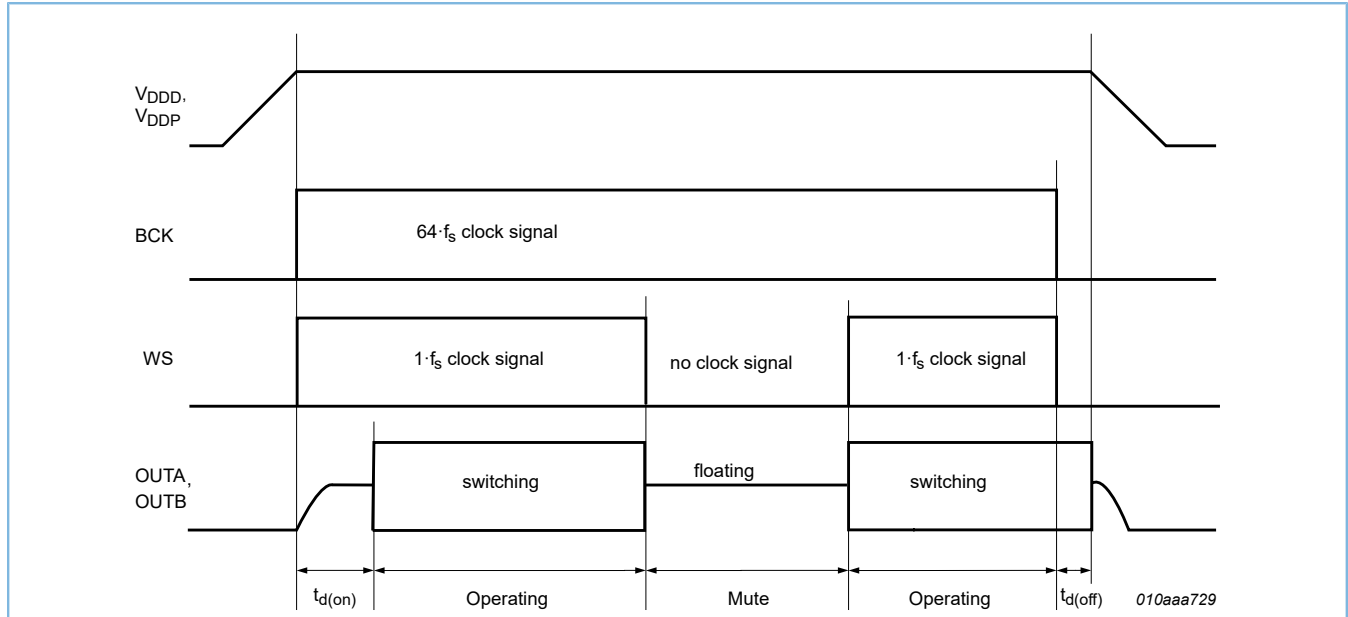 VDDD,
VDDP
BCK
64·fs clock signal
WS
1·fs clock signal
no clock signal
1·fs clock signal
OUTA,
OUTB
switching
floating
switching
td(on)
Operating
Mute
Operating
td(off)
010aaa729